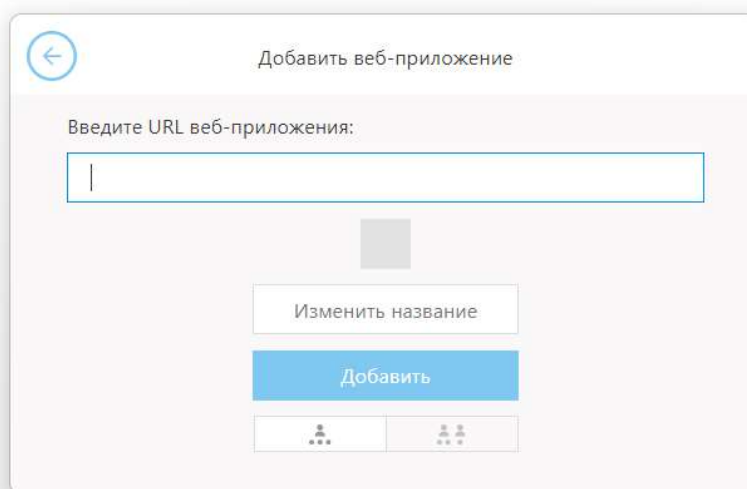 Добавить веб-приложение
Введите URL веб-приложения:
Изменить название
Добавить